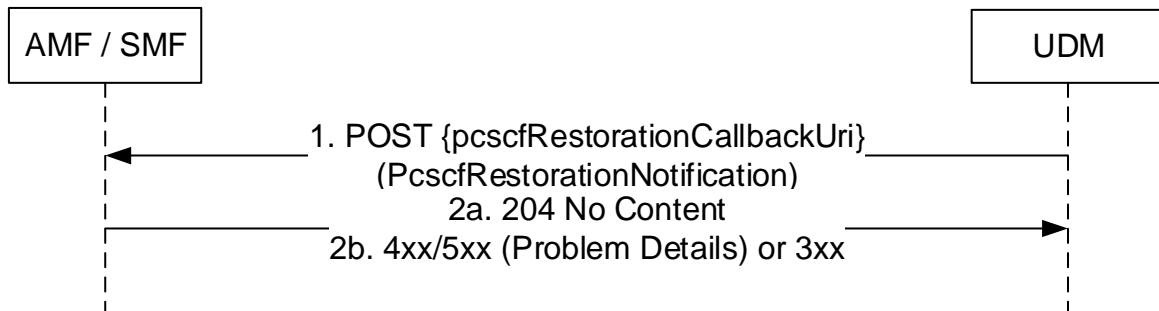 AMF / SMF
UDM
1. POST {pcscfRestorationCallbackUri}
(PcscfRestorationNotification)
2a. 204 No Content
2b. 4xx/5xx (Problem Details) or 3xx